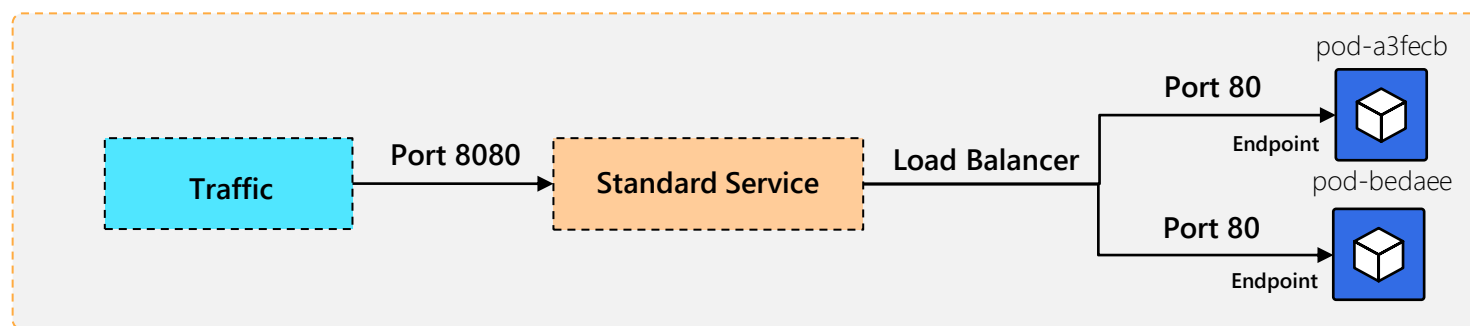 pod-a3fecb
Port 80
Endpoint
Traffic
Port 8080
Standard Service
Load Balancer
pod-bedaee
Port 80
Endpoint